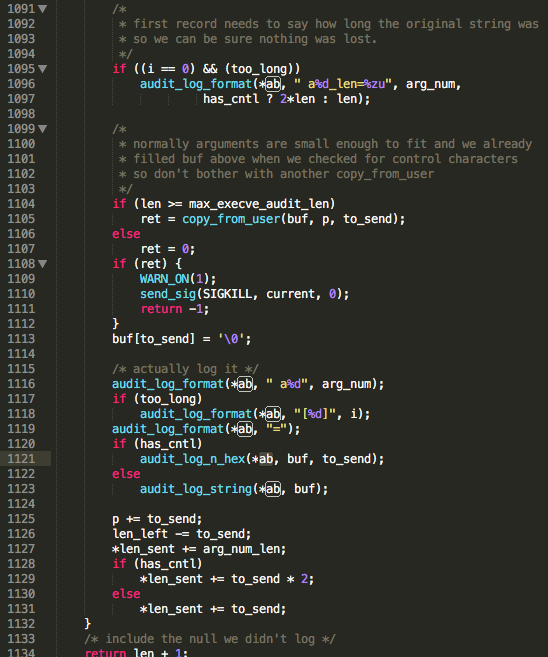 1091 /*
1092 * first record needs to say how long the original string was
1093 * so we can be sure nothing was lost.
1094 */
1095 if ((i == 0) && (too_long))
1096 audit_log_format(*ab, " a%d_len=%zu", arg_num,
1097 has_cntl ? 2*len : len);
1098
1099 /*
1100 * normally arguments are small enough to fit and we already
1101 * filled buf above when we checked for control characters
1102 * so don't bother with another copy_from_user
1103 */
1104 if (len >= max_execve_audit_len)
1105 ret = copy_from_user(buf, p, to_send);
1106 else
1107 ret = 0;
1108 if (ret) {
1109 WARN_ON(1);
1110 send_sig(SIGKILL, current, 0);
1111 return -1;
1112 }
1113 buf[to_send] = '\0';
1114
1115 /* actually log it */
1116 audit_log_format(*ab, " a%d", arg_num);
1117 if (too_long)
1118 audit_log_format(*ab, "[%d]", i);
1119 audit_log_format(*ab, "=");
1120 if (has_cntl)
1121 audit_log_n_hex(*ab, buf, to_send);
1122 else
1123 audit_log_string(*ab, buf);
1124
1125 p += to_send;
1126 len_left -= to_send;
1127 *len_sent += arg_num_len;
1128 if (has_cntl)
1129 *len_sent += to_send * 2;
1130 else
1131 *len_sent += to_send;
1132 }
1133 /* include the null we didn't log */
1134 return len + 1;